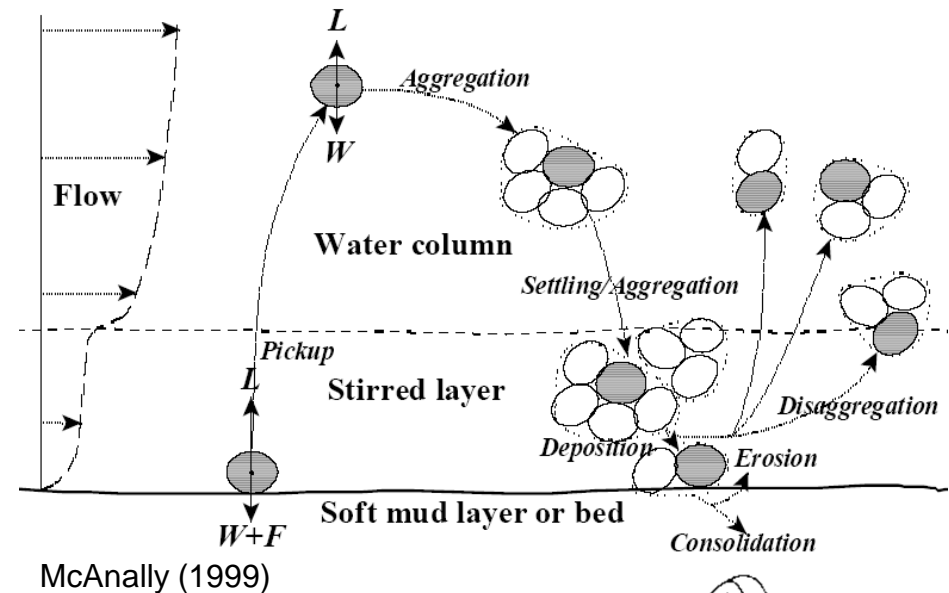 L
Aggregation
W
Flow
Water column
Settling/Aggregation
Pickup
L
Stirred layer
Disaggregation
Deposition
Erosion
Soft mud layer or bed
W+F
Consolidation
McAnally (1999)